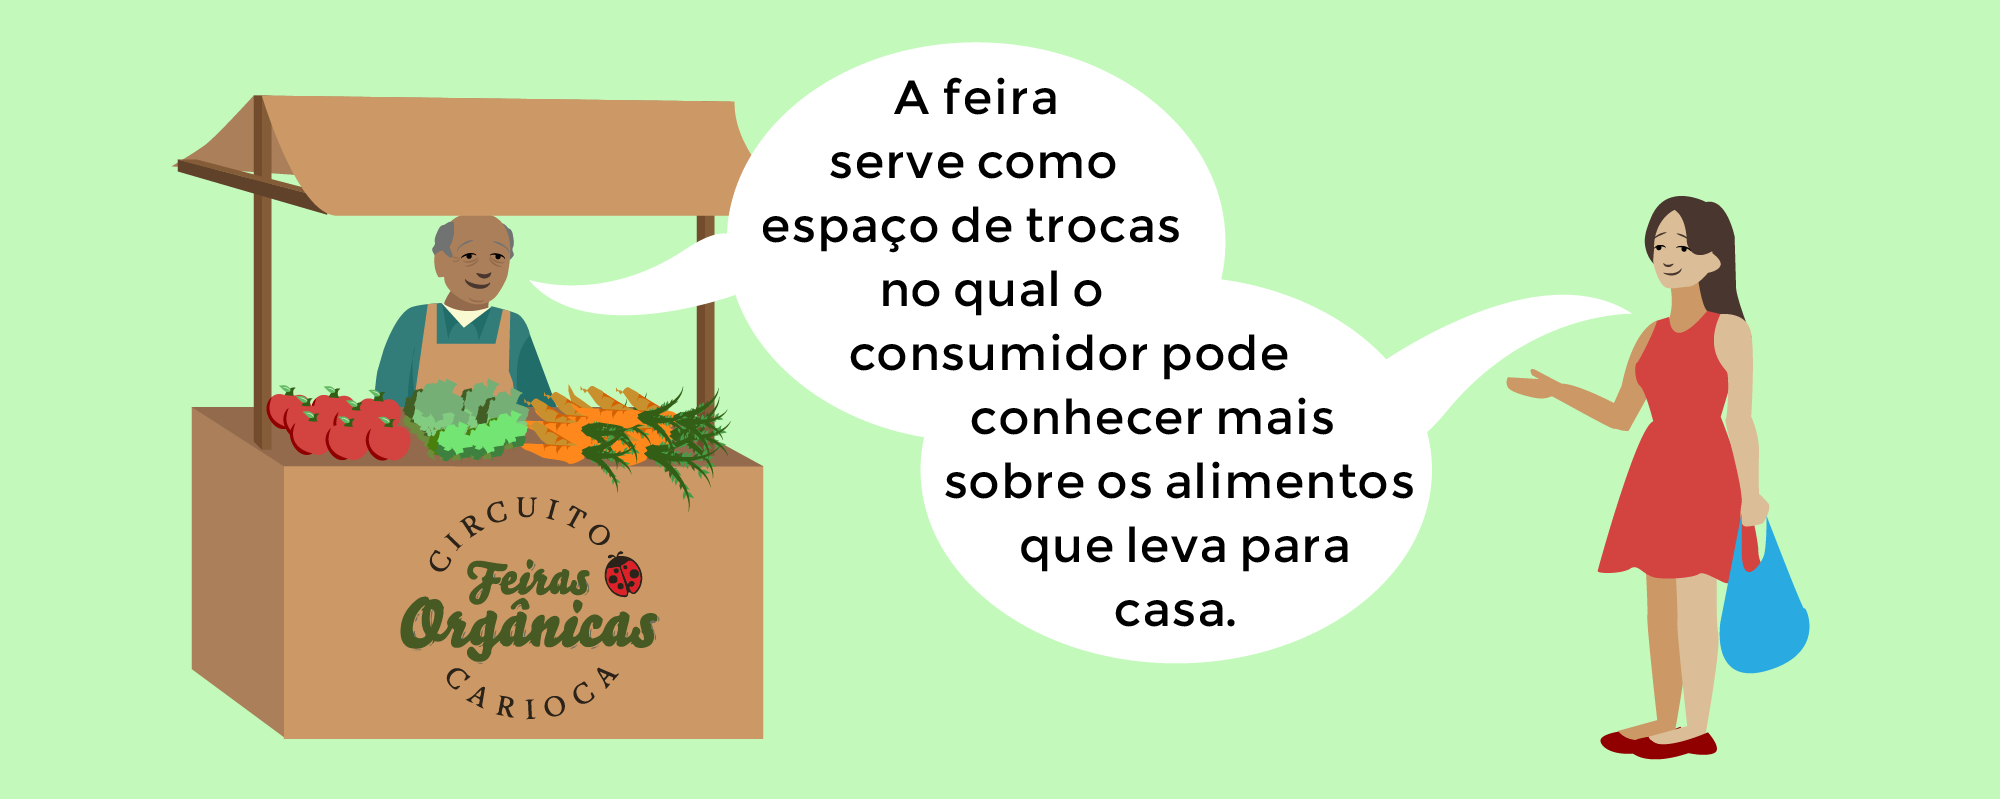 A feira
serve como
espaço de trocas
no qual o
consumidor pode
conhecer mais
sobre os alimentos
que leva para
casa.
CIRCUITO
Feiras
Orgânicas
CARIOCA